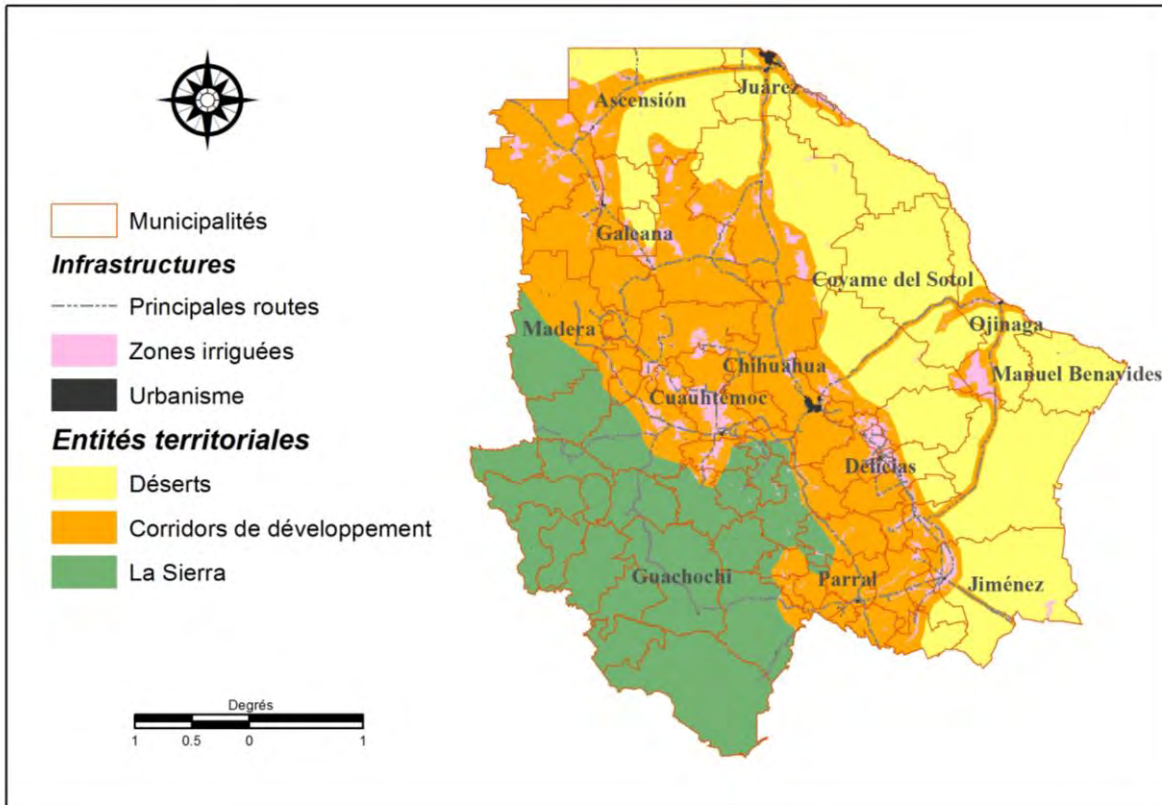 Municipalités
Infrastructures
Principales routes
Zones irriguées
Urbanisme
Entités territoriales
Déserts
Corridors de développement
La Sierra
Degrés
1 0.5 0 1
Juárez
Ascensión
Galeana
Coyame del Sotol
Ojinaga
Madera
Chihuahua
Manuel Benavides
Cuauhtémoc
Délicias
Guachochi
Parral
Jiménez